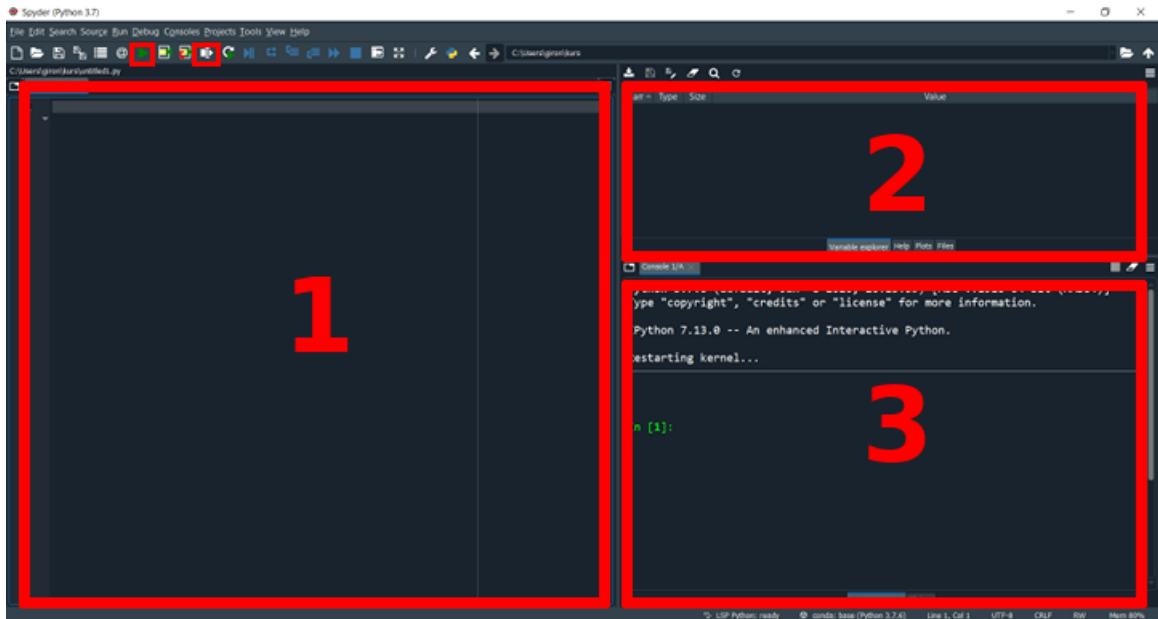 Spyder (Python 3.7)
File Edit Search Source Run Debug Consoles Projects Tools View Help
C:\Users\giron\kurs
C:\Users\giron\kurs\untitled1.py
1
Type Size Value
2
Variable explorer Help Plots Files
Console 1/A
ype "copyright", "credits" or "license" for more information.
Python 7.13.0 -- An enhanced Interactive Python.
estarting kernel...
n [1]:
3
LSP Python: ready conda: base (Python 3.7.6) Line 1, Col 1 UTF-8 CRLF RW Mem 89%